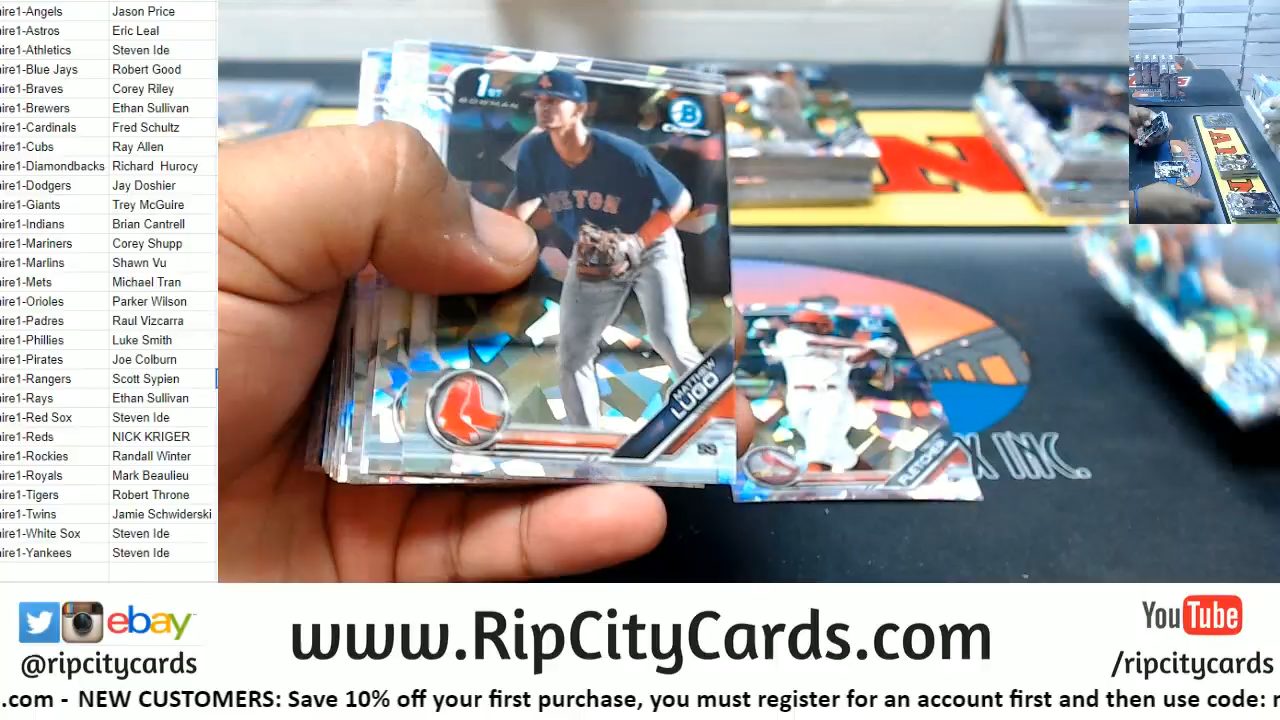 ire1-Angels Jason Price
ire1-Astros Eric Leal
ire1-Athletics Steven Ide
ire1-Blue Jays Robert Good
ire1-Braves Corey Riley
ire1-Brewers Ethan Sullivan
ire1-Cardinals Fred Schultz
ire1-Cubs Ray Allen
ire1-Diamondbacks Richard Hurocy
ire1-Dodgers Jay Doshier
ire1-Giants Trey McGuire
ire1-Indians Brian Cantrell
ire1-Mariners Corey Shupp
ire1-Marlins Shawn Vu
ire1-Mets Michael Tran
ire1-Orioles Parker Wilson
ire1-Padres Raul Vizcarra
ire1-Phillies Luke Smith
ire1-Pirates Joe Colburn
ire1-Rangers Scott Sypien
ire1-Rays Ethan Sullivan
ire1-Red Sox Steven Ide
ire1-Reds NICK KRIGER
ire1-Rockies Randall Winter
ire1-Royals Mark Beaulieu
ire1-Tigers Robert Throne
ire1-Twins Jamie Schwiderski
ire1-White Sox Steven Ide
ire1-Yankees Steven Ide
1ST
BOWMAN
B
CHROME
MATTHEW
LUGO
SS
FLETCHER
N
X INC.
ebay
@ripcitycards
www.RipCityCards.com
YouTube
/ripcitycards
.com - NEW CUSTOMERS: Save 10% off your first purchase, you must register for an account first and then use code: